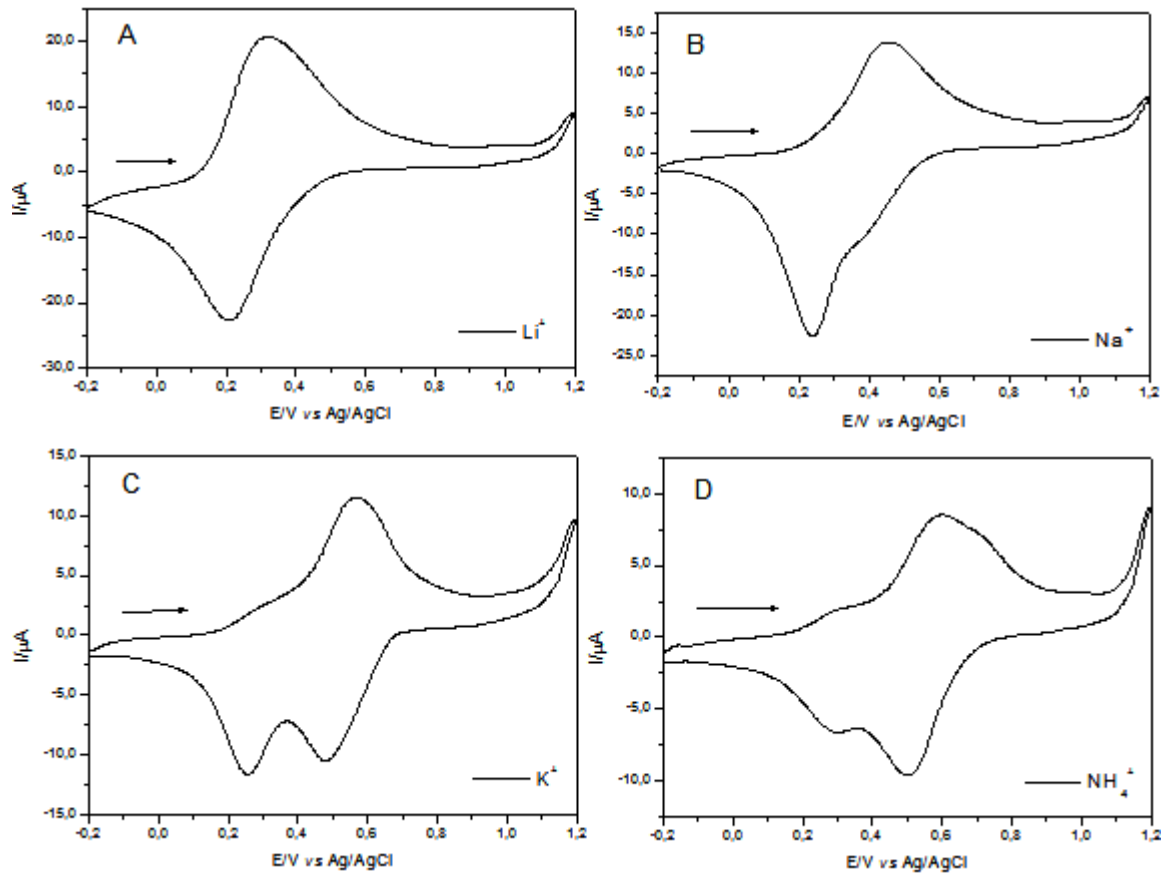 A
20,0
10,0
0,0
-10,0
-20,0
-30,0
I/µA
-0,2 0,0 0,2 0,4 0,6 0,8 1,0 1,2
E/V vs Ag/AgCl
Li⁺
B
15,0
10,0
5,0
0,0
-5,0
-10,0
-15,0
-20,0
-25,0
I/µA
-0,2 0,0 0,2 0,4 0,6 0,8 1,0 1,2
E/V vs Ag/AgCl
Na⁺
C
15,0
10,0
5,0
0,0
-5,0
-10,0
-15,0
I/µA
-0,2 0,0 0,2 0,4 0,6 0,8 1,0 1,2
E/V vs Ag/AgCl
K⁺
D
10,0
5,0
0,0
-5,0
-10,0
I/µA
-0,2 0,0 0,2 0,4 0,6 0,8 1,0 1,2
E/V vs Ag/AgCl
NH₄⁺